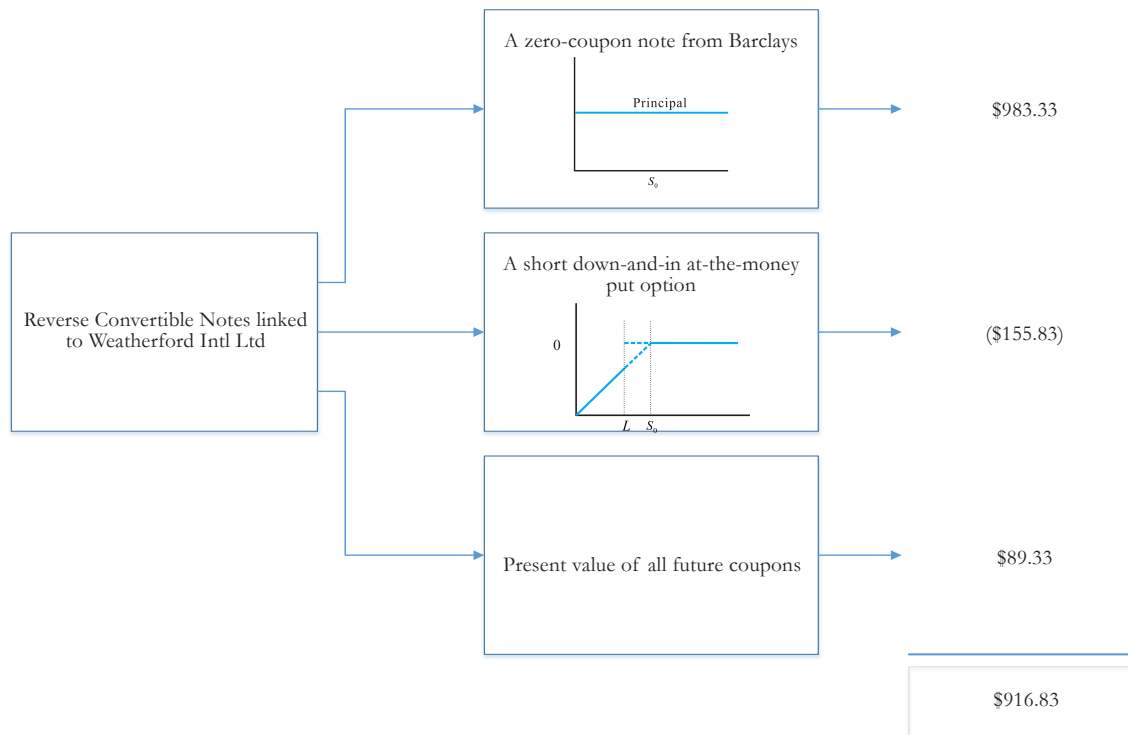 A zero-coupon note from Barclays
Principal
S₀
$983.33
Reverse Convertible Notes linked
to Weatherford Intl Ltd
A short down-and-in at-the-money
put option
0
L S₀
($155.83)
Present value of all future coupons
$89.33
$916.83